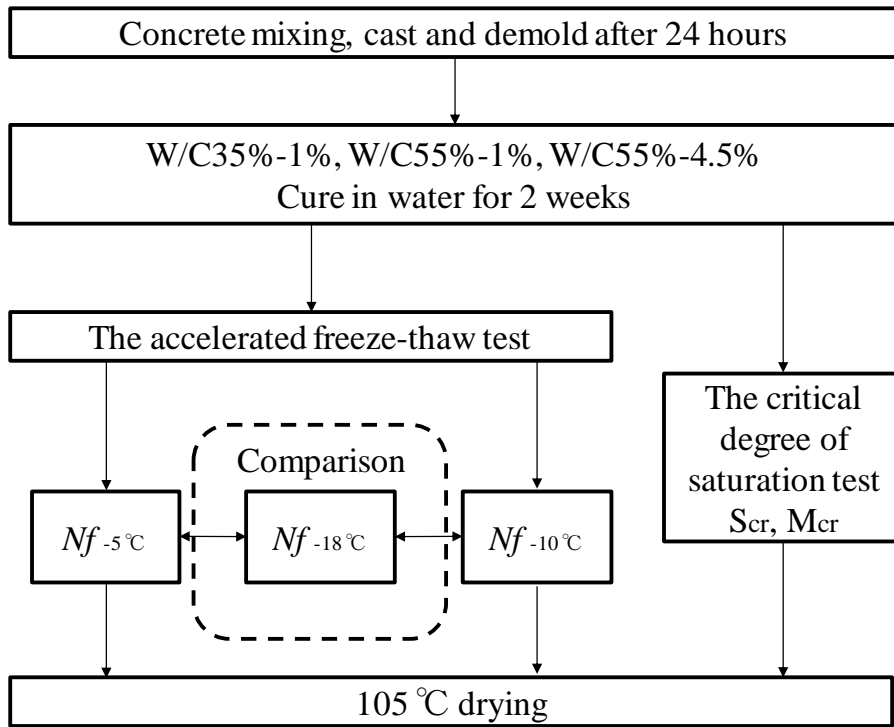 Concrete mixing, cast and demold after 24 hours
W/C35%-1%, W/C55%-1%, W/C55%-4.5%
Cure in water for 2 weeks
The accelerated freeze-thaw test
The critical
degree of
saturation test
Scr, Mcr
Comparison
Nf -5℃
Nf -18℃
Nf -10℃
105 ℃ drying